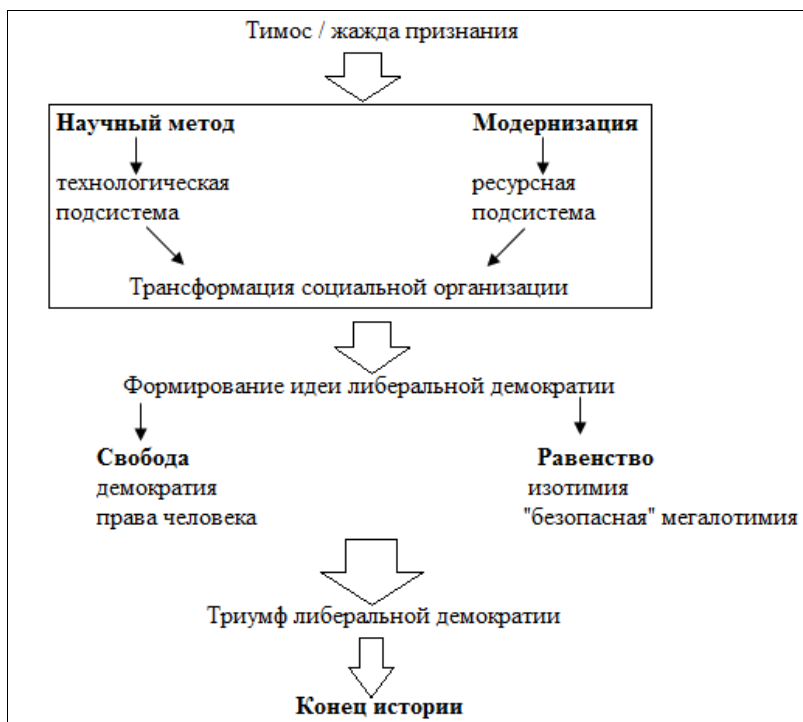 Тимос / жажда признания
Научный метод
Модернизация
технологическая
подсистема
ресурсная
подсистема
Трансформация социальной организации
Формирование идеи либеральной демократии
Свобода
демократия
права человека
Равенство
изотимия
"безопасная" мегалотимия
Триумф либеральной демократии
Конец истории